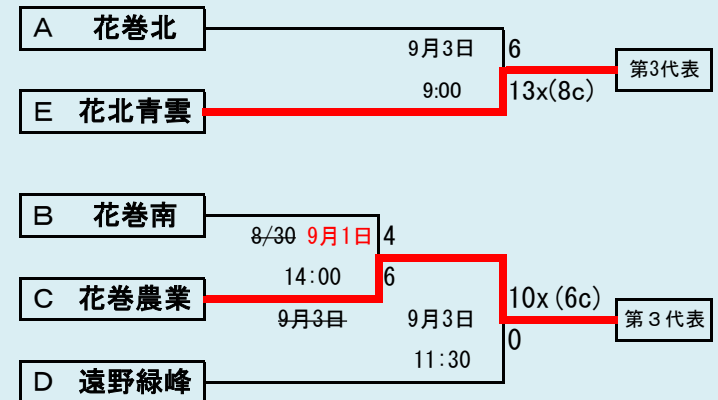 A 花巻北
9月3日 6
第3代表
9:00 13x(8c)
E 花北青雲
B 花巻南
8/30 9月1日 4
14:00 6
C 花巻農業
10x(6c)
第３代表
9月3日 9月3日
0
11:30
D 遠野緑峰